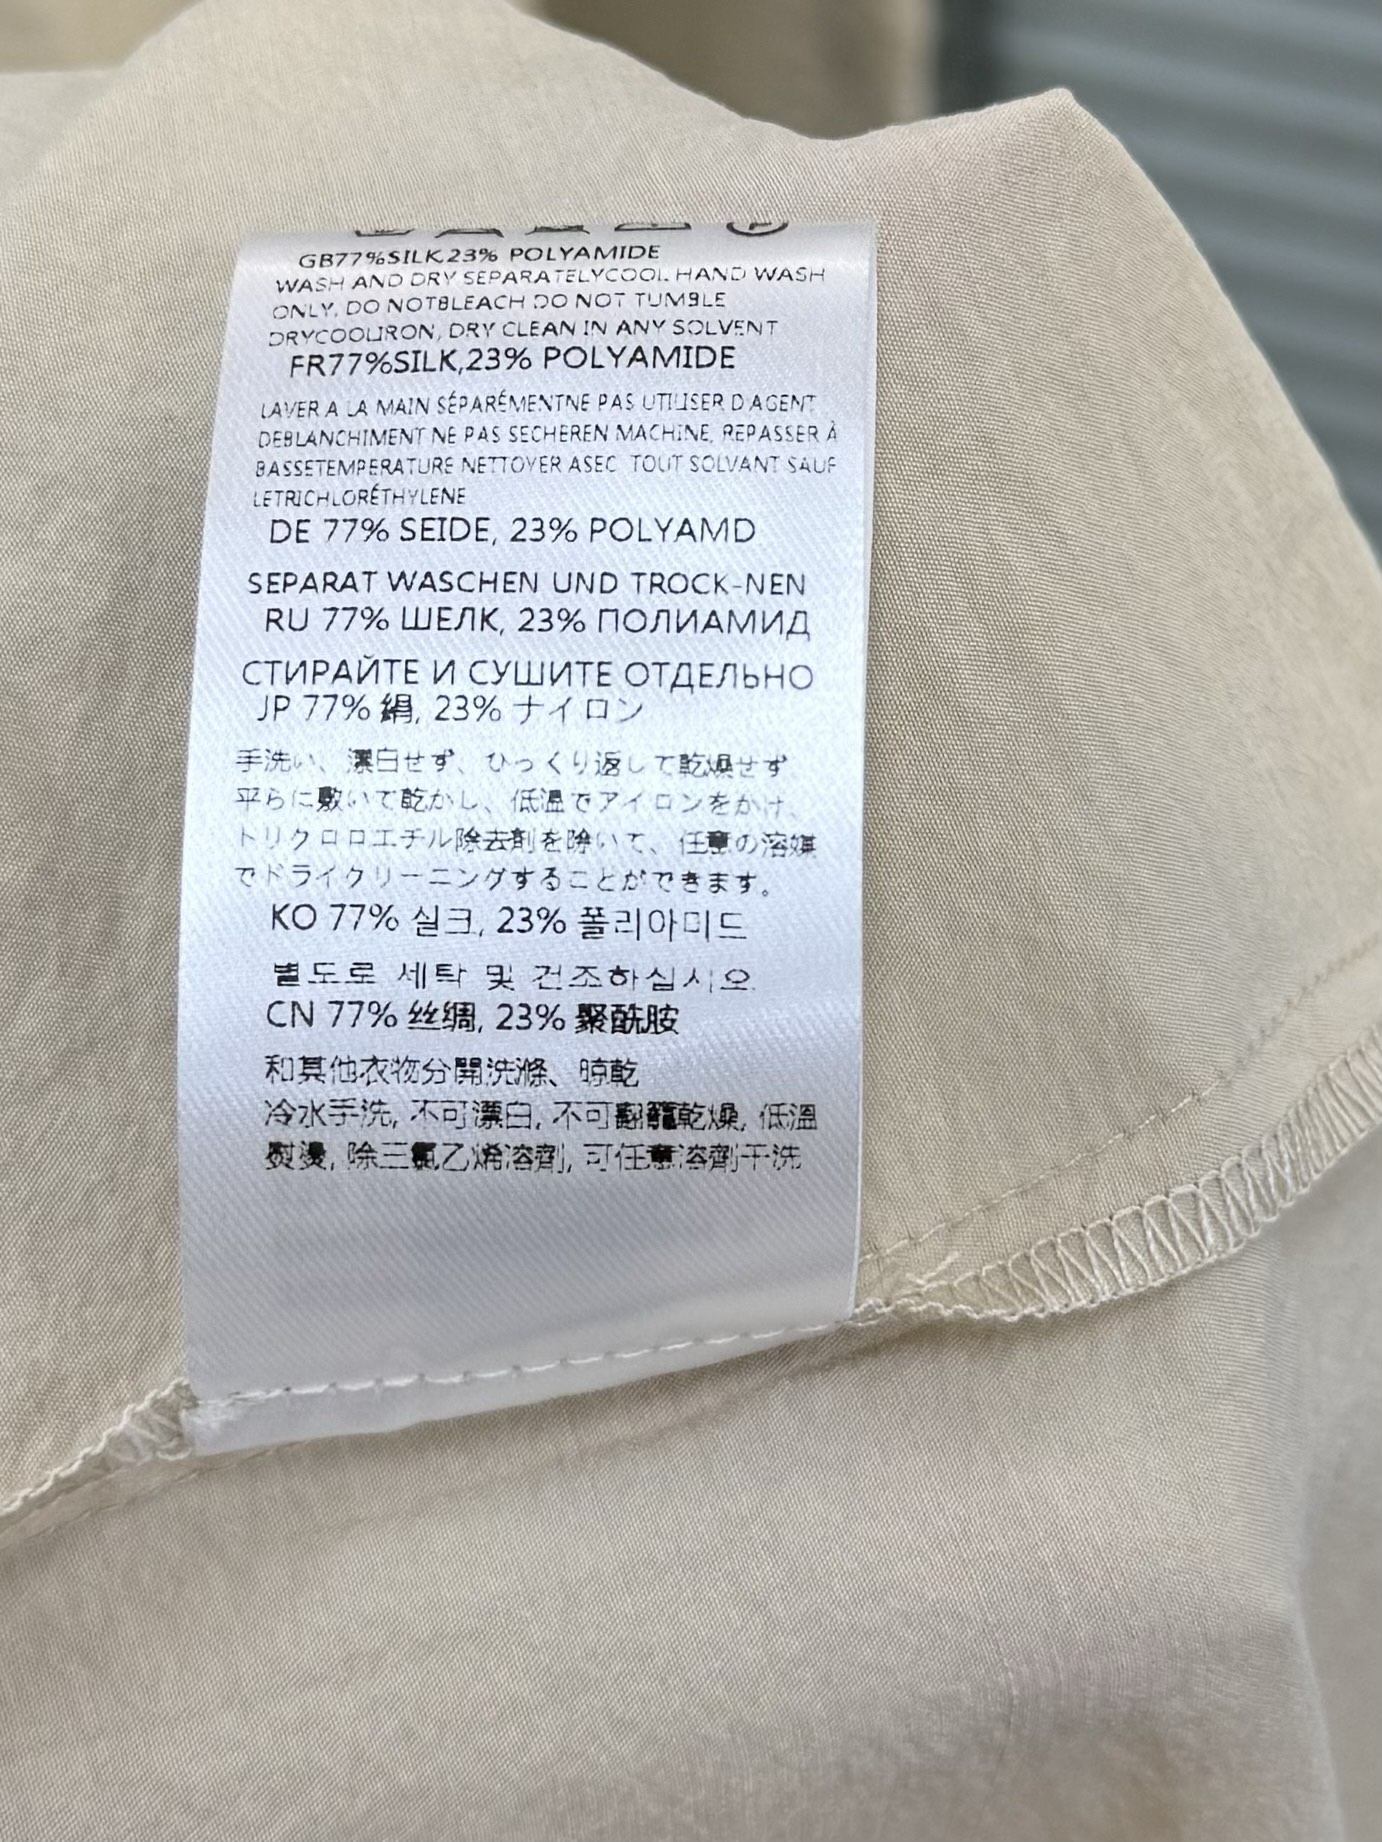 GB77%SILK23% POLYAMIDE
WASH AND DRY SEPARATELYCOOL HAND WASH
ONLY, DO NOTBLEACH DO NOT TUMBLE
DRYCOOLIRON, DRY CLEAN IN ANY SOLVENT
FR77%SILK,23% POLYAMIDE
LAVER A LA MAIN SÉPARÉMENTNE PAS UTILISER D'AGENT
DEBLANCHIMENT NE PAS SECHEREN MACHINE, REPASSER À
BASSETEMPERATURE NETTOYER ASEC TOUT SOLVANT SAUF
LETRICHLORÉTHYLENE
DE 77% SEIDE, 23% POLYAMD
SEPARAT WASCHEN UND TROCK-NEN
RU 77% ШЕЛК, 23% ПОЛИАМИД
СТИРАЙТЕ И СУШИТЕ ОТДЕЛЬНО
JP 77% 絹, 23% ナイロン
手洗い、漂白せず、ひっくり返して乾燥せず
平らに敷いて乾かし、低温でアイロンをかけ、
トリクロロエチル除去剤を除いて、任意の溶媒
でドライクリーニングすることができます。
KO 77% 실크, 23% 폴리아미드
별도로 세탁 및 건조하십시오.
CN 77% 丝绸, 23% 聚酰胺
和其他衣物分開洗滌、晾乾
冷水手洗, 不可漂白, 不可翻籠乾燥, 低溫
熨燙, 除三氯乙烯溶劑, 可任意溶劑干洗